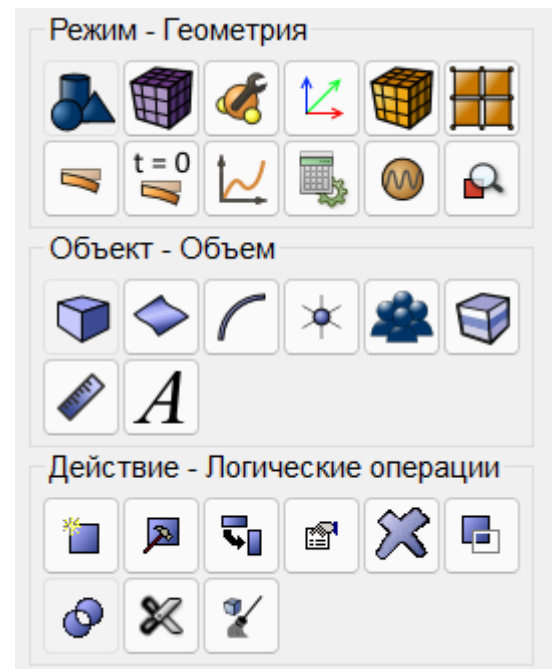 Режим - Геометрия
t = 0
Объект - Объем
A
Действие - Логические операции